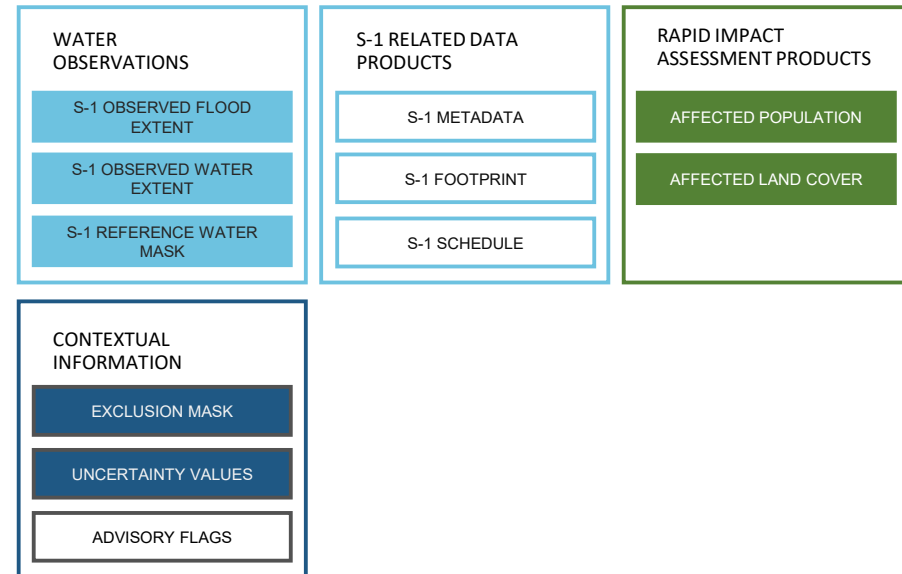 WATER
OBSERVATIONS
S-1 OBSERVED FLOOD
EXTENT
S-1 OBSERVED WATER
EXTENT
S-1 REFERENCE WATER
MASK
S-1 RELATED DATA
PRODUCTS
S-1 METADATA
S-1 FOOTPRINT
S-1 SCHEDULE
RAPID IMPACT
ASSESSMENT PRODUCTS
AFFECTED POPULATION
AFFECTED LAND COVER
CONTEXTUAL
INFORMATION
EXCLUSION MASK
UNCERTAINTY VALUES
ADVISORY FLAGS